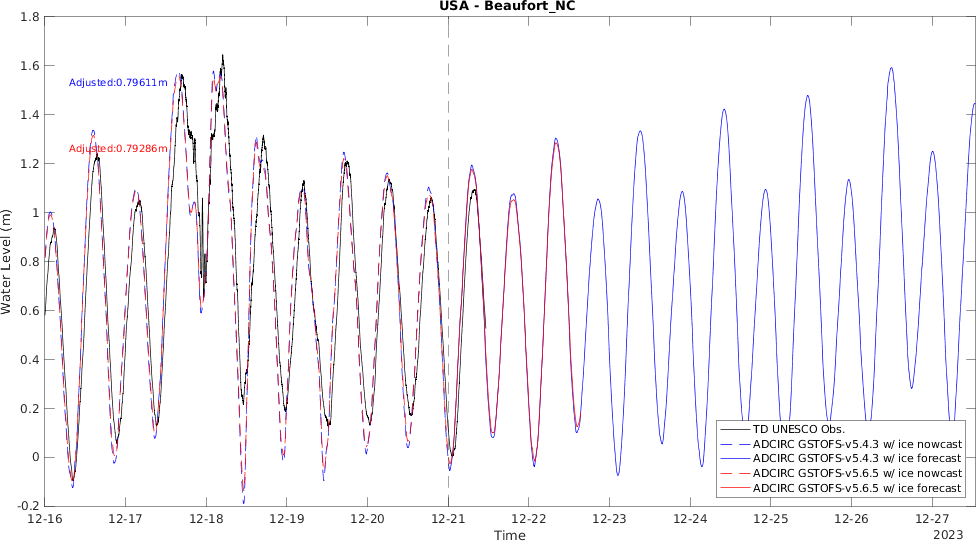 USA - Beaufort_NC
1.8
1.6
1.4
1.2
1
0.8
0.6
0.4
0.2
0
-0.2
Water Level (m)
Adjusted:0.79611m
Adjusted:0.79286m
TD UNESCO Obs.
ADCIRC GSTOFS-v5.4.3 w/ ice nowcast
ADCIRC GSTOFS-v5.4.3 w/ ice forecast
ADCIRC GSTOFS-v5.6.5 w/ ice nowcast
ADCIRC GSTOFS-v5.6.5 w/ ice forecast
12-16 12-17 12-18 12-19 12-20 12-21 12-22 12-23 12-24 12-25 12-26 12-27
Time
2023